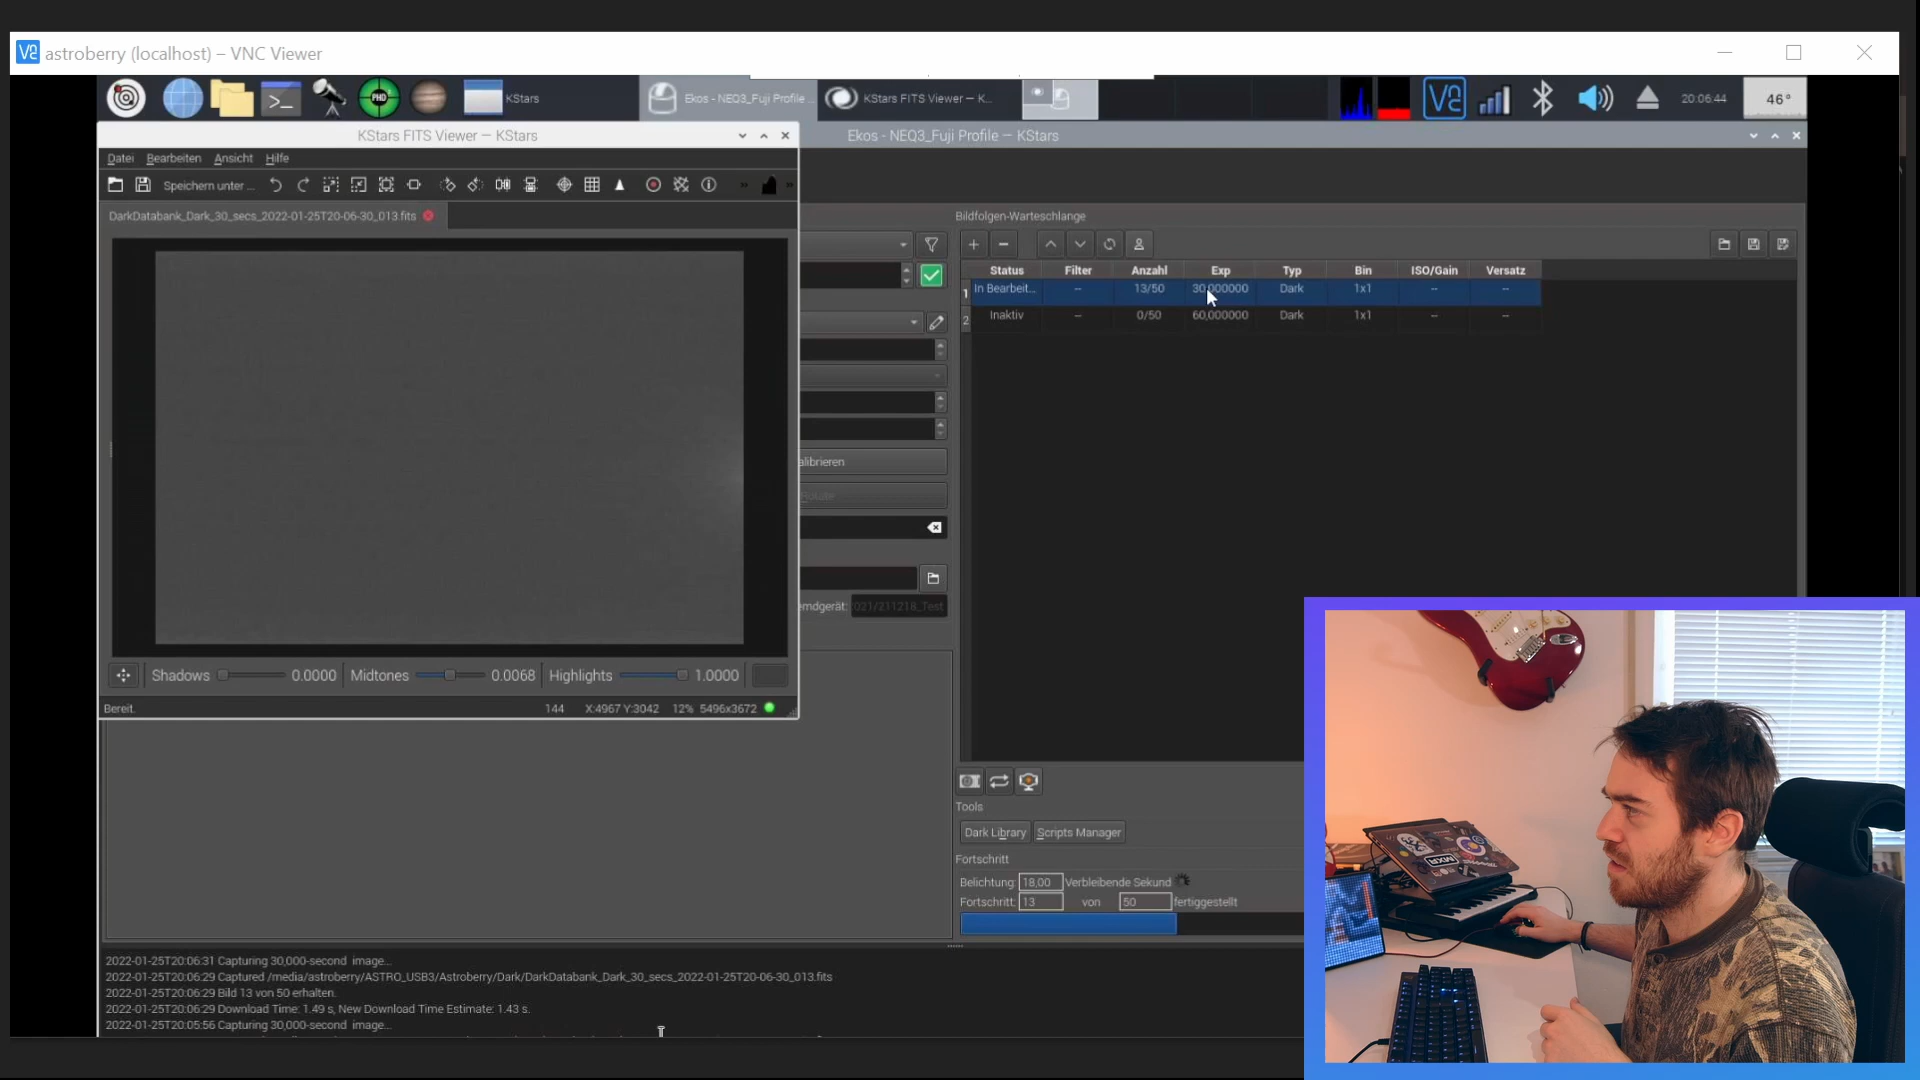 astroberry (localhost) – VNC Viewer
KStars
Ekos - NEQ3_Fuji Profile ...
KStars FITS Viewer — K...
20:06:44
46°
KStars FITS Viewer — KStars
Ekos - NEQ3_Fuji Profile — KStars
Datei Bearbeiten Ansicht Hilfe
Speichern unter ...
DarkDatabank_Dark_30_secs_2022-01-25T20-06-30_013.fits
Bildfolgen-Warteschlange
Status Filter Anzahl Exp Typ Bin ISO/Gain Versatz
1 In Bearbeit... -- 13/50 30,000000 Dark 1x1 -- --
2 Inaktiv -- 0/50 60,000000 Dark 1x1 -- --
alibrieren
Rotate
emdgerät: 021/211218_Test
Shadows 0.0000 Midtones 0.0068 Highlights 1.0000
Bereit. 144 X:4967 Y:3042 12% 5496x3672
Tools
Dark Library Scripts Manager
Fortschritt
Belichtung: 18,00 Verbleibende Sekund
Fortschritt: 13 von 50 fertiggestellt
2022-01-25T20:06:31 Capturing 30,000-second image...
2022-01-25T20:06:29 Captured /media/astroberry/ASTRO_USB3/Astroberry/Dark/DarkDatabank_Dark_30_secs_2022-01-25T20-06-30_013.fits
2022-01-25T20:06:29 Bild 13 von 50 erhalten.
2022-01-25T20:06:29 Download Time: 1.49 s, New Download Time Estimate: 1.43 s.
2022-01-25T20:05:56 Capturing 30,000-second image...
PHD
MXR